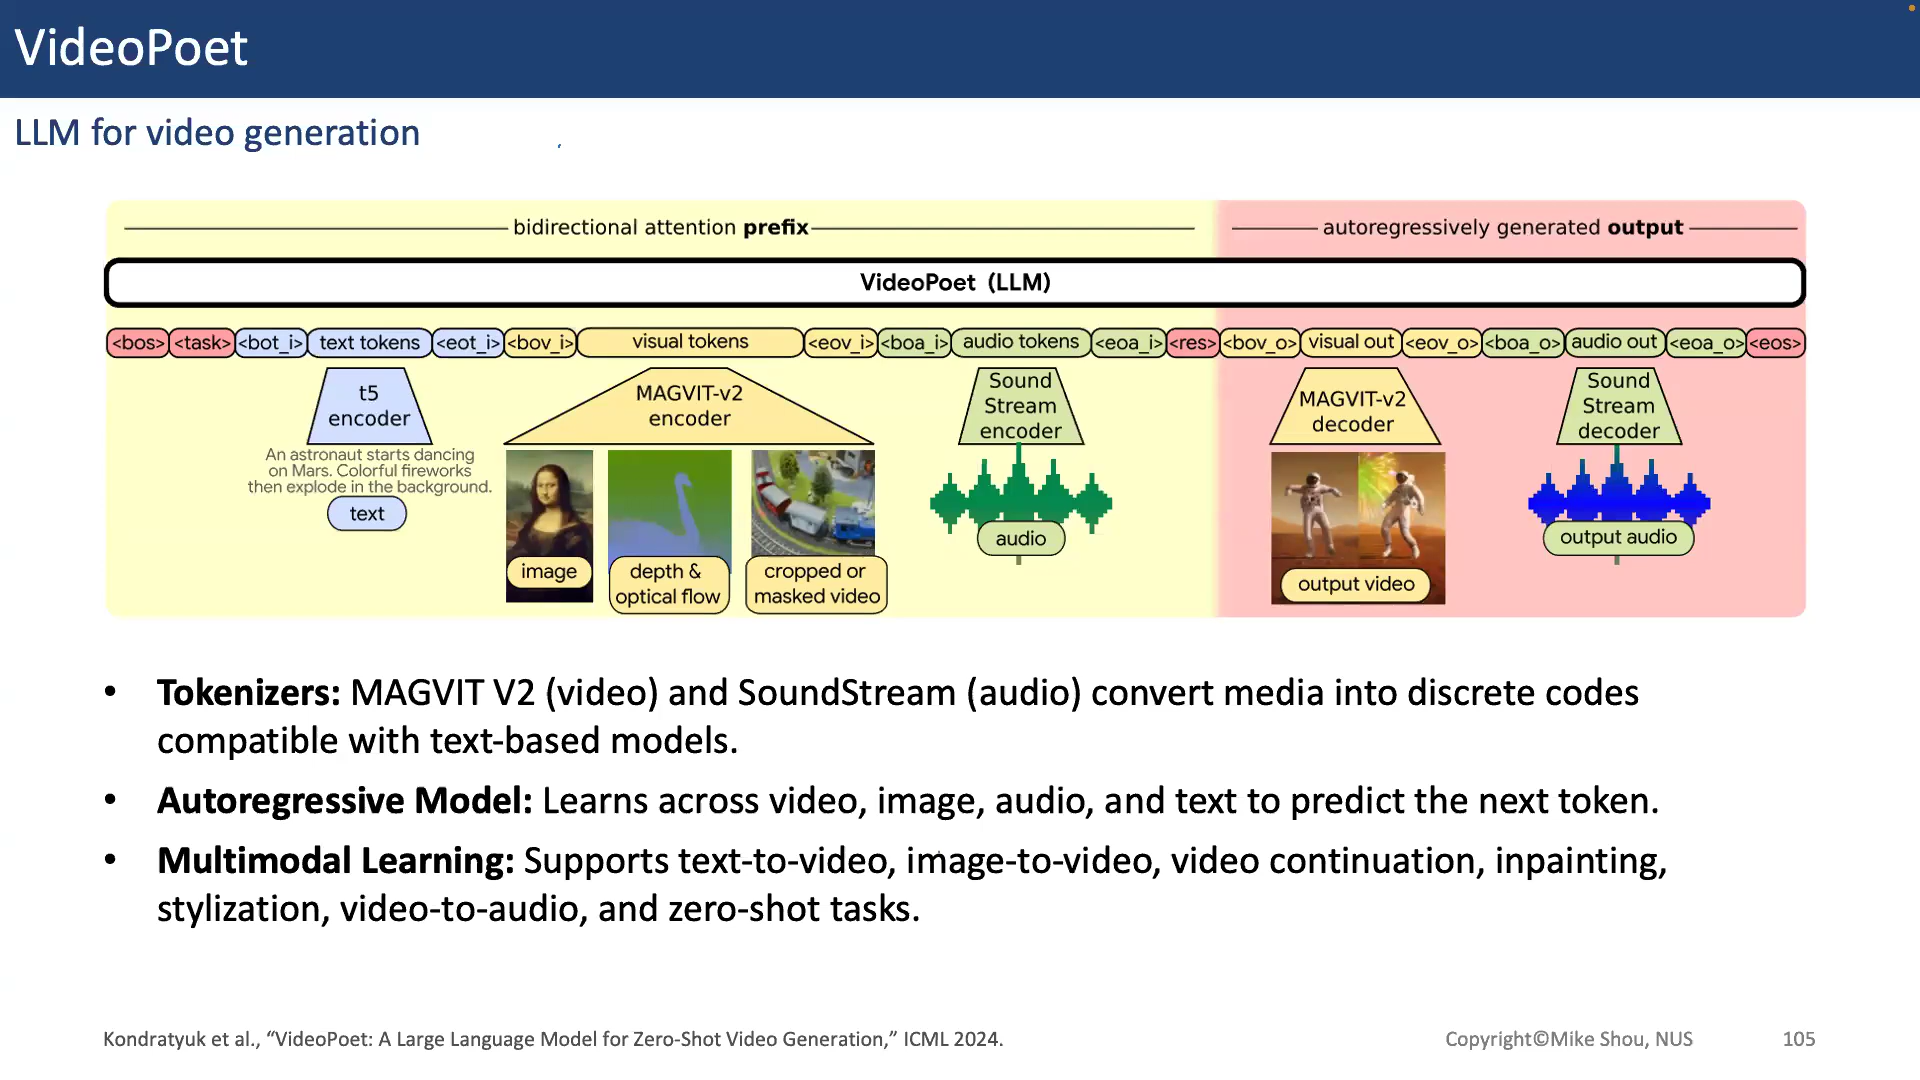 VideoPoet
LLM for video generation
bidirectional attention prefix
autoregressively generated output
VideoPoet (LLM)
<bos> <task> <bot_i> text tokens <eot_i> <bov_i> visual tokens <eov_i> <boa_i> audio tokens <eoa_i> <res> <bov_o> visual out <eov_o> <boa_o> audio out <eoa_o> <eos>
t5
encoder
An astronaut starts dancing
on Mars. Colorful fireworks
then explode in the background.
text
MAGVIT-v2
encoder
image
depth &
optical flow
cropped or
masked video
Sound
Stream
encoder
audio
MAGVIT-v2
decoder
output video
Sound
Stream
decoder
output audio
• Tokenizers: MAGVIT V2 (video) and SoundStream (audio) convert media into discrete codes
compatible with text-based models.
• Autoregressive Model: Learns across video, image, audio, and text to predict the next token.
• Multimodal Learning: Supports text-to-video, image-to-video, video continuation, inpainting,
stylization, video-to-audio, and zero-shot tasks.
Kondratyuk et al., “VideoPoet: A Large Language Model for Zero-Shot Video Generation,” ICML 2024.
Copyright©Mike Shou, NUS
105